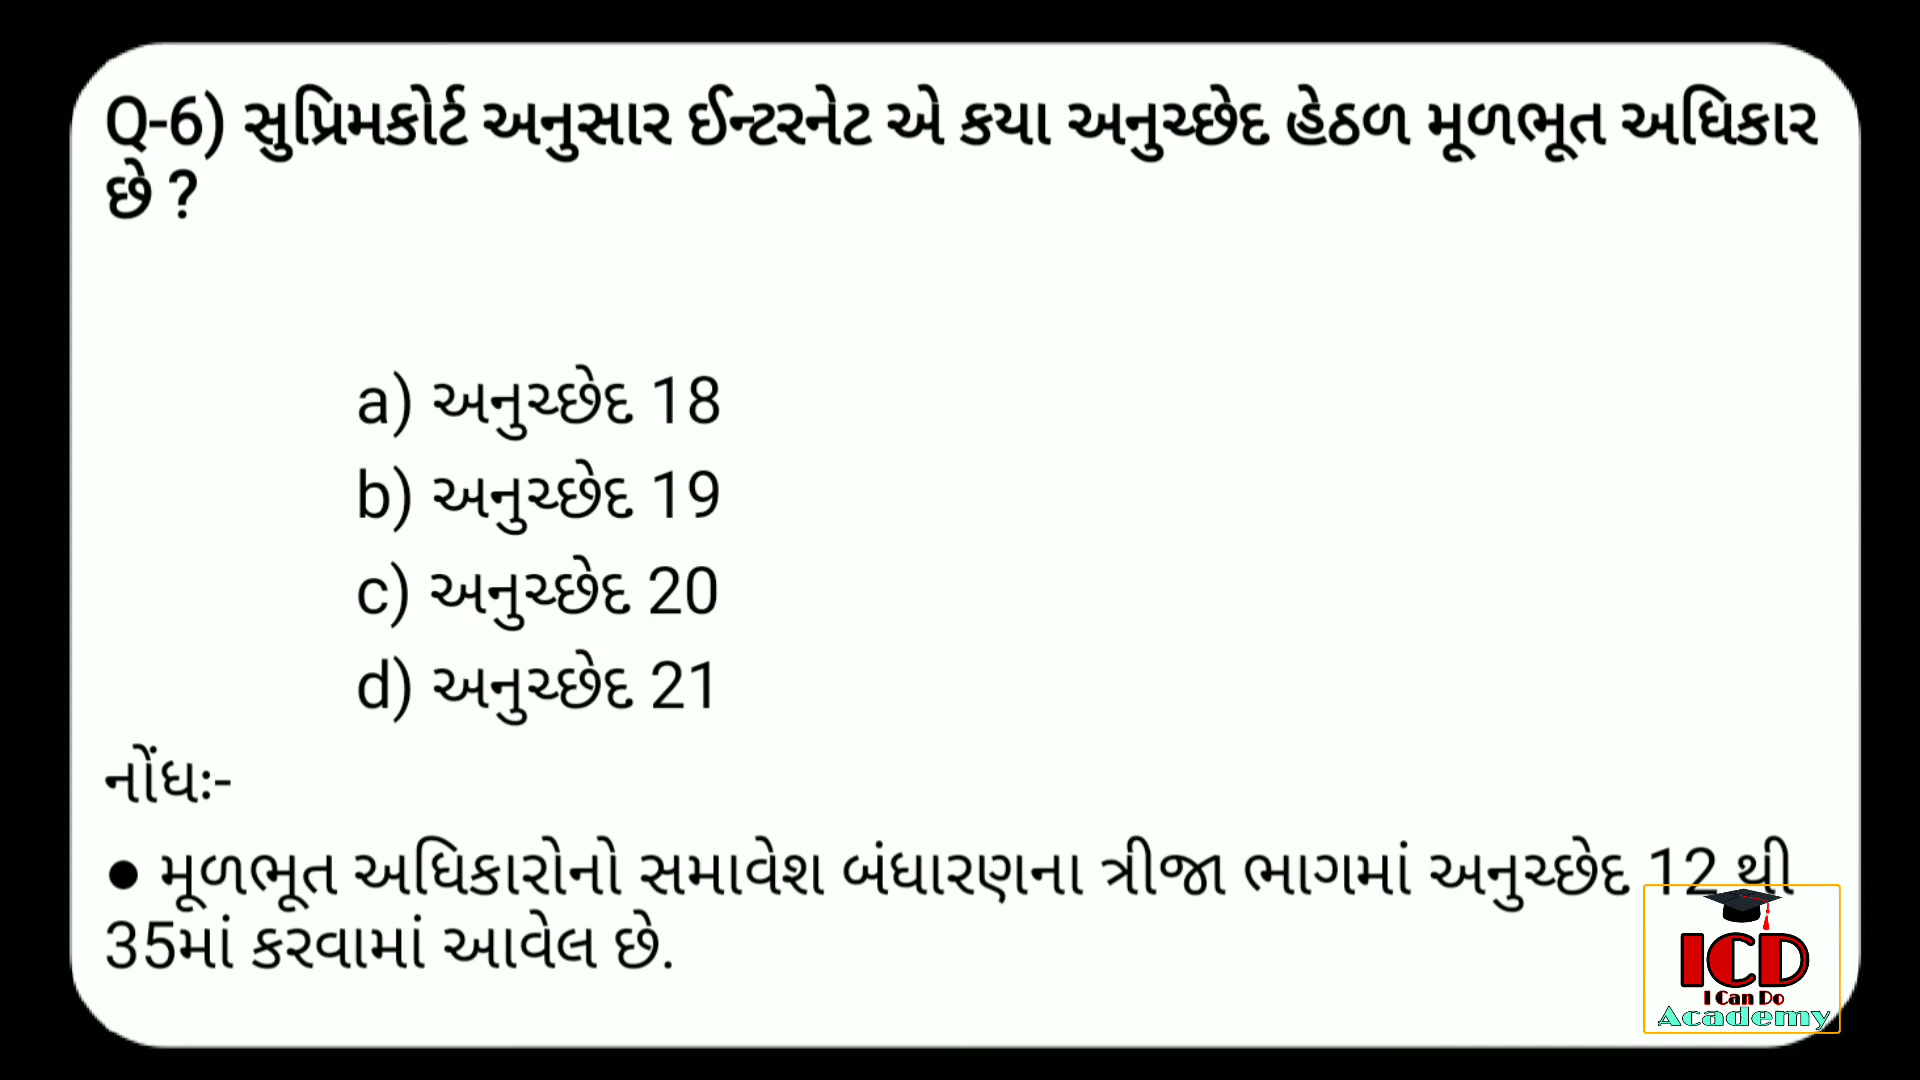 Q-6) સુપ્રિમકોર્ટ અનુસાર ઈન્ટરનેટ એ કયા અનુચ્છેદ હેઠળ મૂળભૂત અધિકાર
છે ?
a) અનુચ્છેદ 18
b) અનુચ્છેદ 19
c) અનુચ્છેદ 20
d) અનુચ્છેદ 21
નોંધઃ-
● મૂળભૂત અધિકારોનો સમાવેશ બંધારણના ત્રીજા ભાગમાં અનુચ્છેદ 12 થી
35માં કરવામાં આવેલ છે.
ICD
I Can Do
Academy